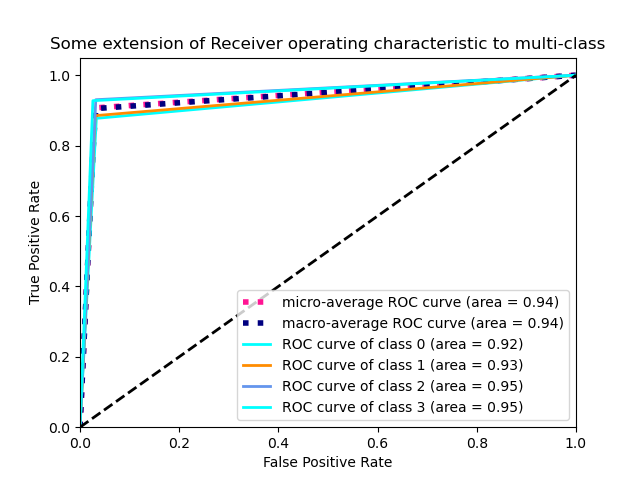 Some extension of Receiver operating characteristic to multi-class
1.0
0.8
0.6
0.4
0.2
0.0
True Positive Rate
micro-average ROC curve (area = 0.94)
macro-average ROC curve (area = 0.94)
ROC curve of class 0 (area = 0.92)
ROC curve of class 1 (area = 0.93)
ROC curve of class 2 (area = 0.95)
ROC curve of class 3 (area = 0.95)
0.0 0.2 0.4 0.6 0.8 1.0
False Positive Rate